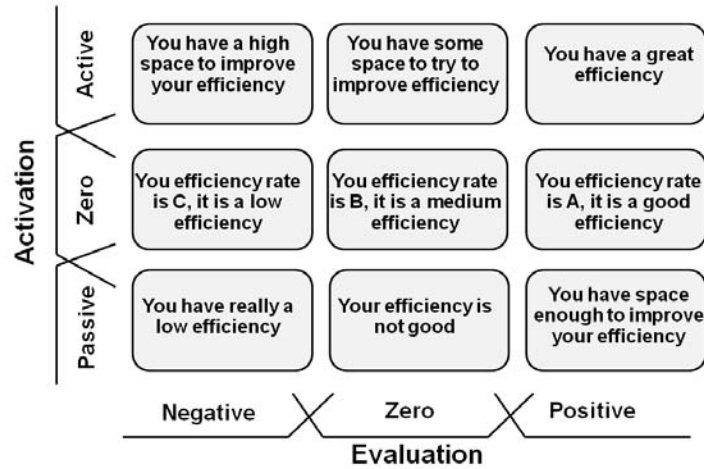 Activation
Active
You have a high
space to improve
your efficiency
You have some
space to try to
improve efficiency
You have a great
efficiency
Zero
You efficiency rate
is C, it is a low
efficiency
You efficiency rate
is B, it is a medium
efficiency
You efficiency rate
is A, it is a good
efficiency
Passive
You have really a
low efficiency
Your efficiency is
not good
You have space
enough to improve
your efficiency
Negative
Zero
Positive
Evaluation